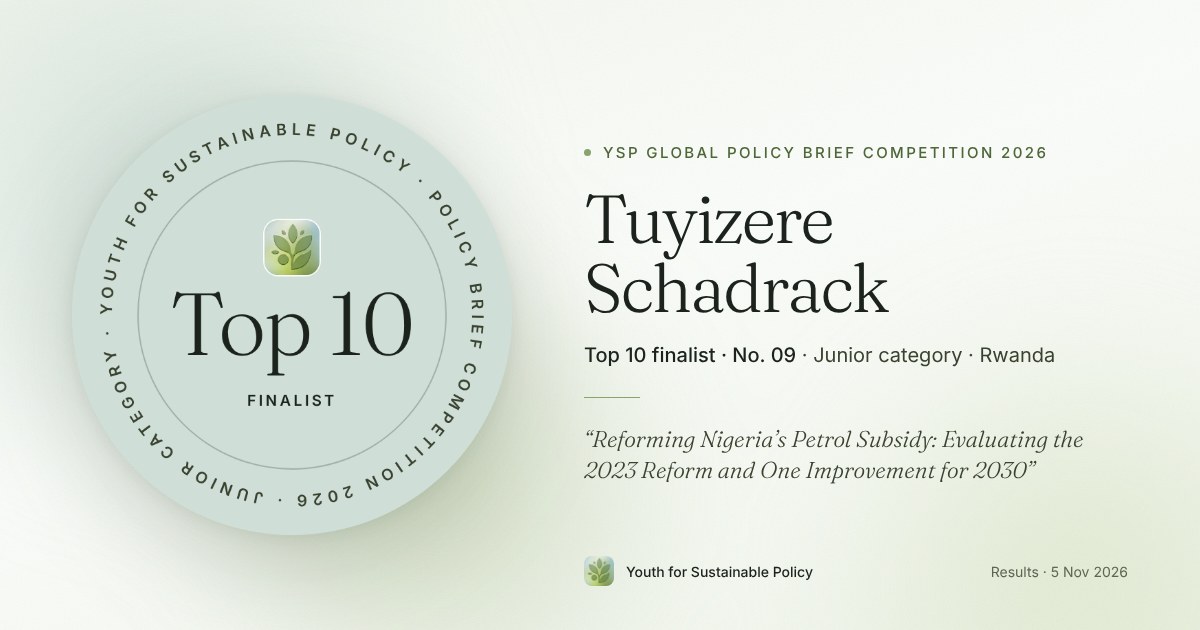 YOUTH FOR SUSTAINABLE POLICY · POLICY BRIEF COMPETITION 2026 · JUNIOR CATEGORY ·
Top 10
FINALIST
YSP GLOBAL POLICY BRIEF COMPETITION 2026
Tuyizere
Schadrack
Top 10 finalist · No. 09 · Junior category · Rwanda
“Reforming Nigeria’s Petrol Subsidy: Evaluating the
2023 Reform and One Improvement for 2030”
Youth for Sustainable Policy
Results · 5 Nov 2026